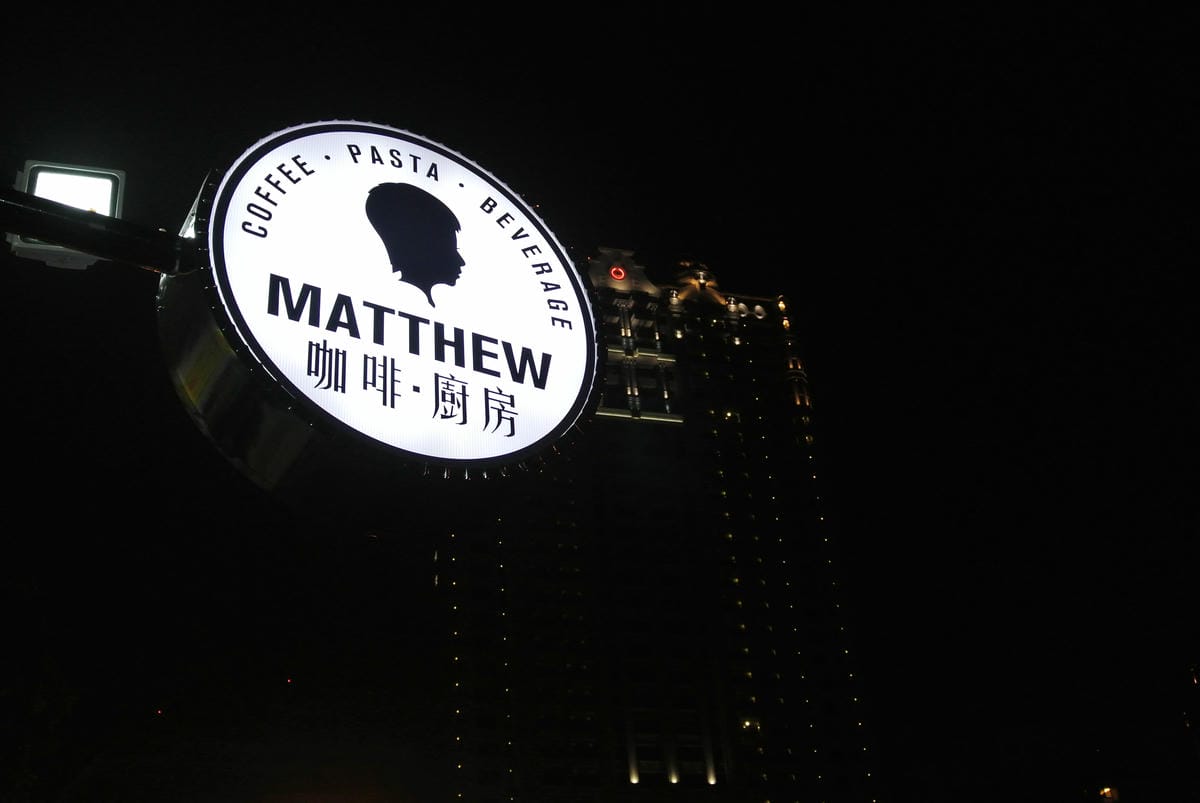 COFFEE · PASTA · BEVERAGE
MATTHEW
咖啡·廚房